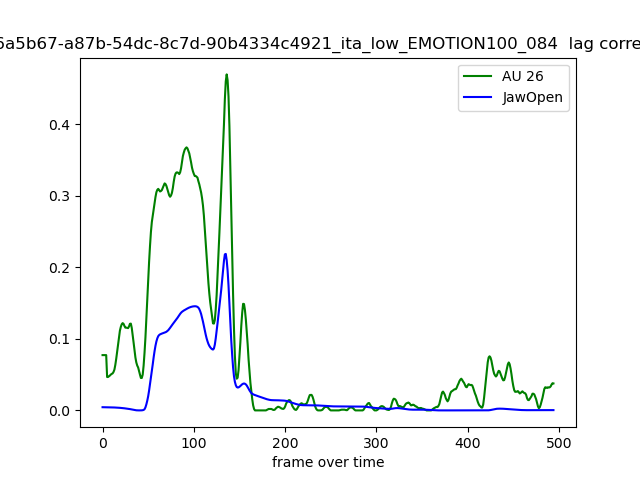 6a5b67-a87b-54dc-8c7d-90b4334c4921_ita_low_EMOTION100_084 lag corre
AU 26
JawOpen
0.4
0.3
0.2
0.1
0.0
0 100 200 300 400 500
frame over time